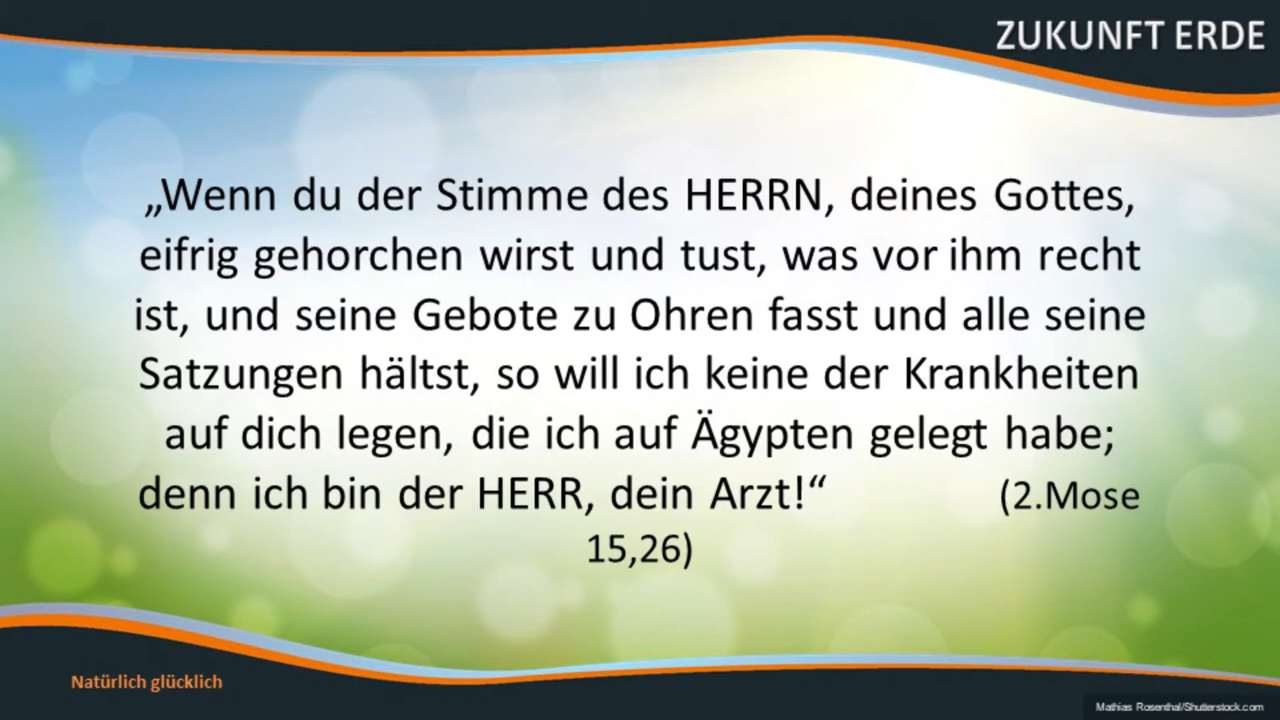 ZUKUNFT ERDE
„Wenn du der Stimme des HERRN, deines Gottes,
eifrig gehorchen wirst und tust, was vor ihm recht
ist, und seine Gebote zu Ohren fasst und alle seine
Satzungen hältst, so will ich keine der Krankheiten
auf dich legen, die ich auf Ägypten gelegt habe;
denn ich bin der HERR, dein Arzt!“ (2.Mose
15,26)
Natürlich glücklich
Mathias Rosenthal/Shutterstock.com